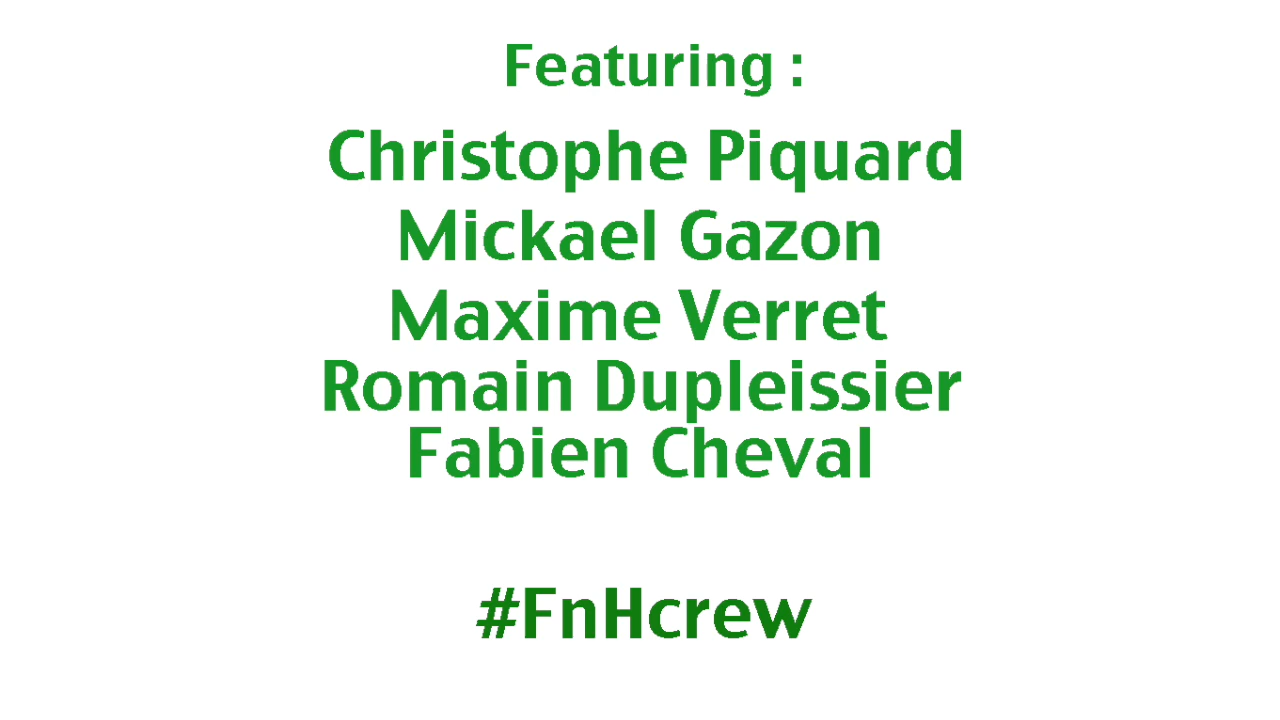 Featuring :
Christophe Piquard
Mickael Gazon
Maxime Verret
Romain Dupleissier
Fabien Cheval
#FnHcrew